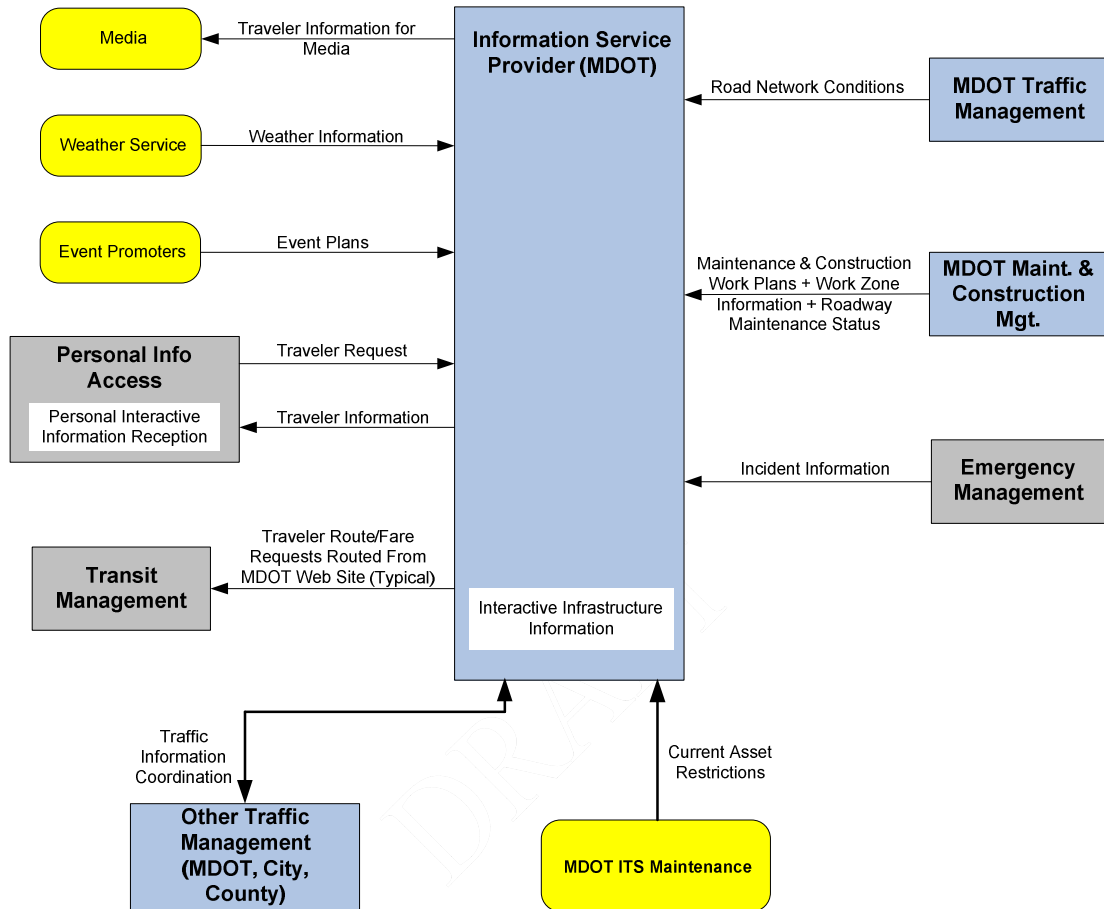 Media
Traveler Information for
Media
Information Service
Provider (MDOT)
Road Network Conditions
MDOT Traffic
Management
Weather Service
Weather Information
Event Promoters
Event Plans
Maintenance & Construction
Work Plans + Work Zone
Information + Roadway
Maintenance Status
MDOT Maint. &
Construction
Mgt.
Personal Info
Access
Personal Interactive
Information Reception
Traveler Request
Traveler Information
Incident Information
Emergency
Management
Transit
Management
Traveler Route/Fare
Requests Routed From
MDOT Web Site (Typical)
Interactive Infrastructure
Information
Traffic
Information
Coordination
Current Asset
Restrictions
Other Traffic
Management
(MDOT, City,
County)
MDOT ITS Maintenance